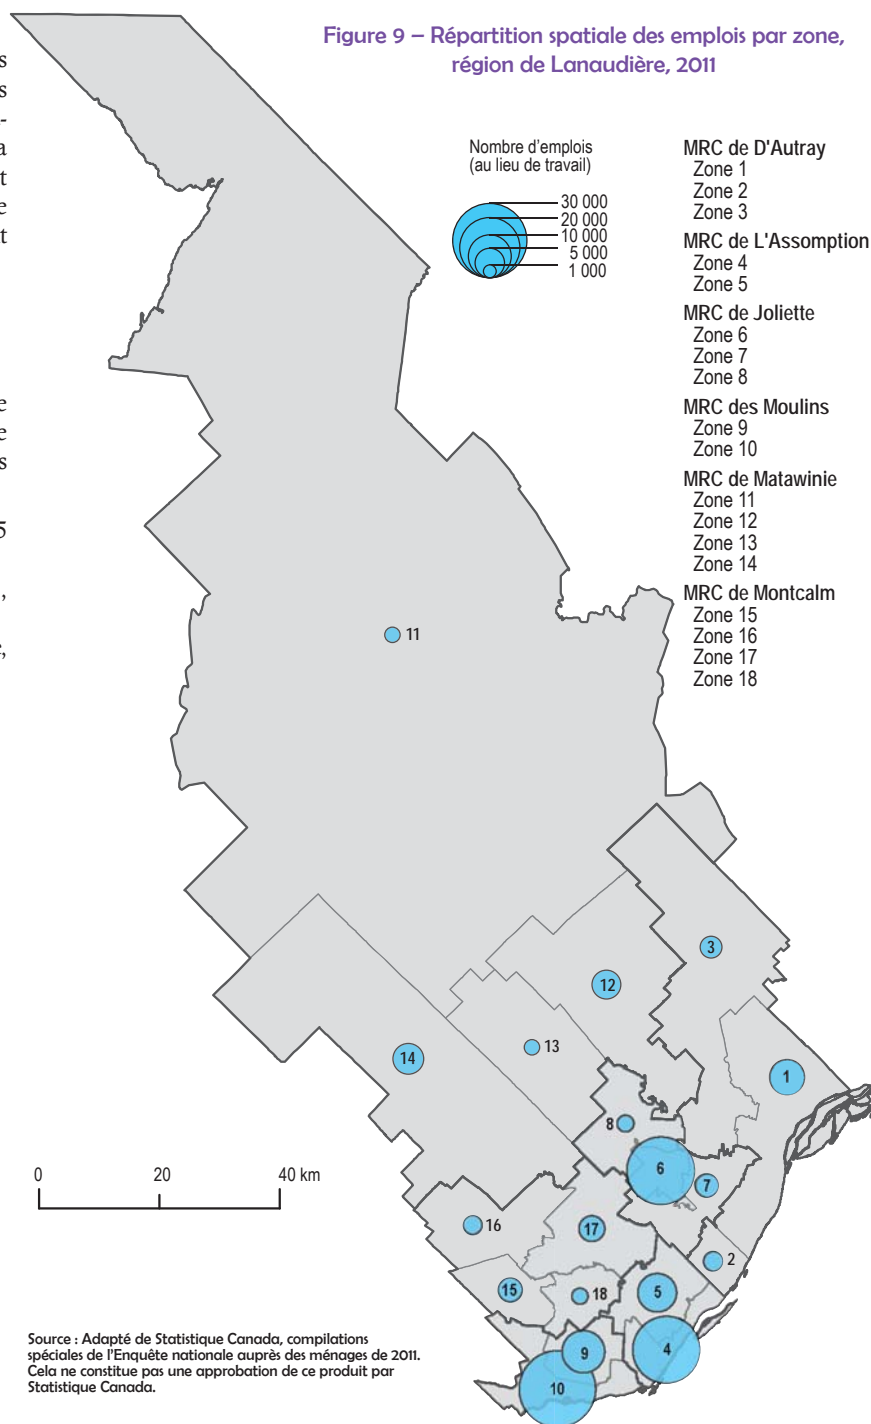 Figure 9 – Répartition spatiale des emplois par zone,
région de Lanaudière, 2011
s
s
-
a
t
e
t
e
e
s
5
,
e,
Nombre d'emplois
(au lieu de travail)
30 000
20 000
10 000
5 000
1 000
MRC de D'Autray
Zone 1
Zone 2
Zone 3
MRC de L'Assomption
Zone 4
Zone 5
MRC de Joliette
Zone 6
Zone 7
Zone 8
MRC des Moulins
Zone 9
Zone 10
MRC de Matawinie
Zone 11
Zone 12
Zone 13
Zone 14
MRC de Montcalm
Zone 15
Zone 16
Zone 17
Zone 18
11
3
12
13
14
1
8
6
7
16
17
2
15
18
5
9
4
10
0 20 40 km
Source : Adapté de Statistique Canada, compilations
spéciales de l'Enquête nationale auprès des ménages de 2011.
Cela ne constitue pas une approbation de ce produit par
Statistique Canada.